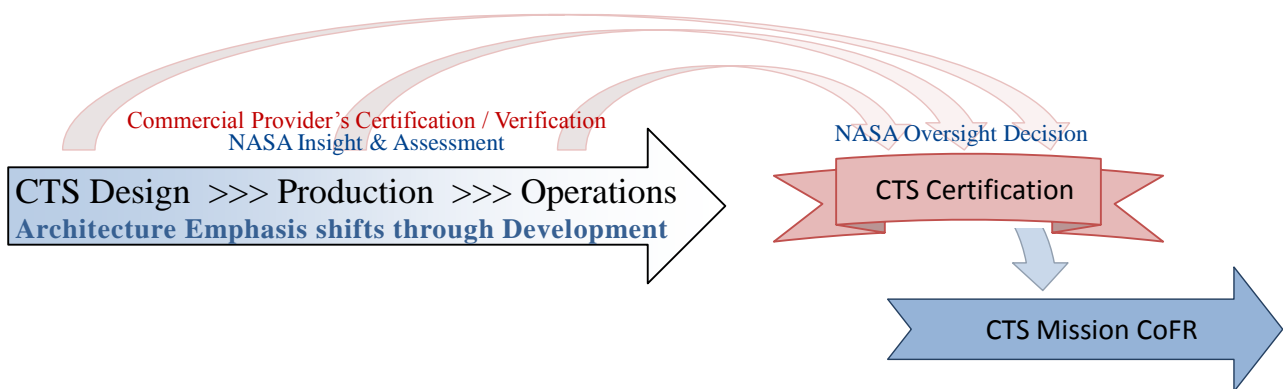 Commercial Provider's Certification / Verification
NASA Insight & Assessment
NASA Oversight Decision
CTS Design >>> Production >>> Operations
Architecture Emphasis shifts through Development
CTS Certification
CTS Mission CoFR